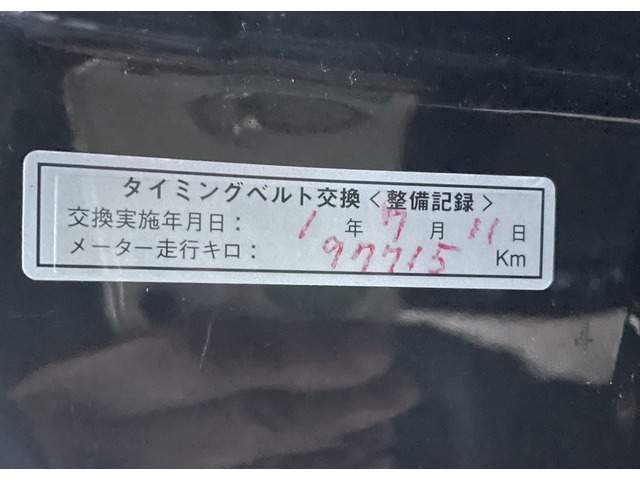 タイミングベルト交換＜整備記録＞
交換実施年月日： 1 年 7 月 11 日
メーター走行キロ： 97715 Km